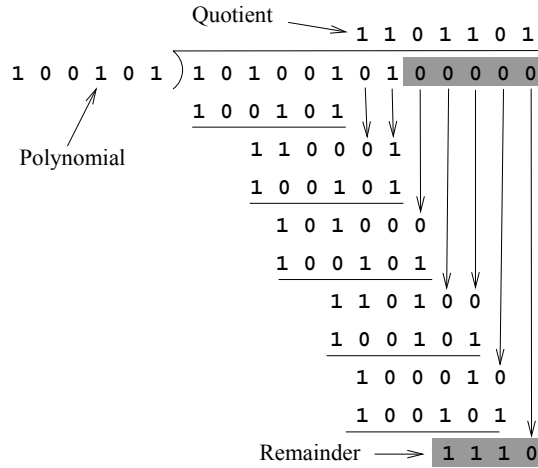 Quotient
1 1 0 1 1 0 1
1 0 0 1 0 1 ) 1 0 1 0 0 1 0 1 0 0 0 0 0
1 0 0 1 0 1
Polynomial
1 1 0 0 0 1
1 0 0 1 0 1
1 0 1 0 0 0
1 0 0 1 0 1
1 1 0 1 0 0
1 0 0 1 0 1
1 0 0 0 1 0
1 0 0 1 0 1
Remainder
1 1 1 0